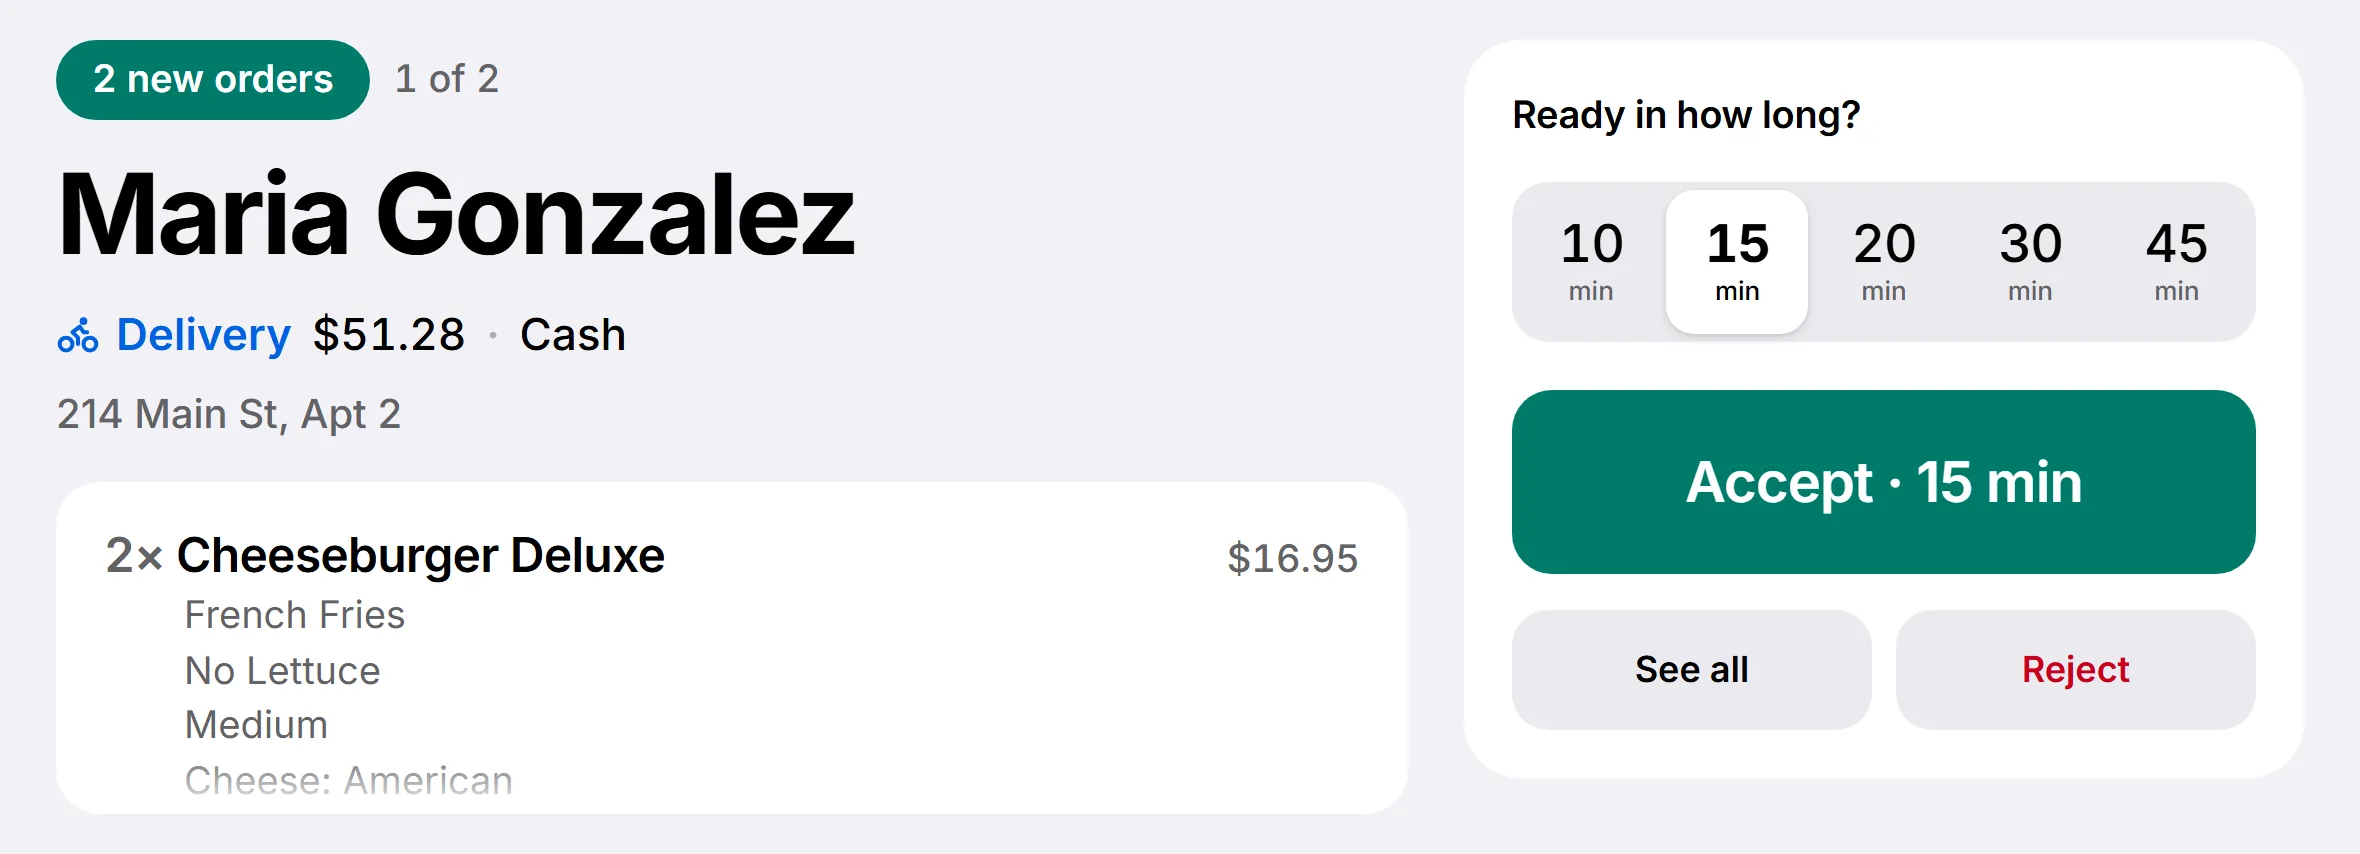 2 new orders 1 of 2
Maria Gonzalez
Delivery $51.28 · Cash
214 Main St, Apt 2
2× Cheeseburger Deluxe $16.95
French Fries
No Lettuce
Medium
Cheese: American
Ready in how long?
10 15 20 30 45
min min min min min
Accept · 15 min
See all Reject